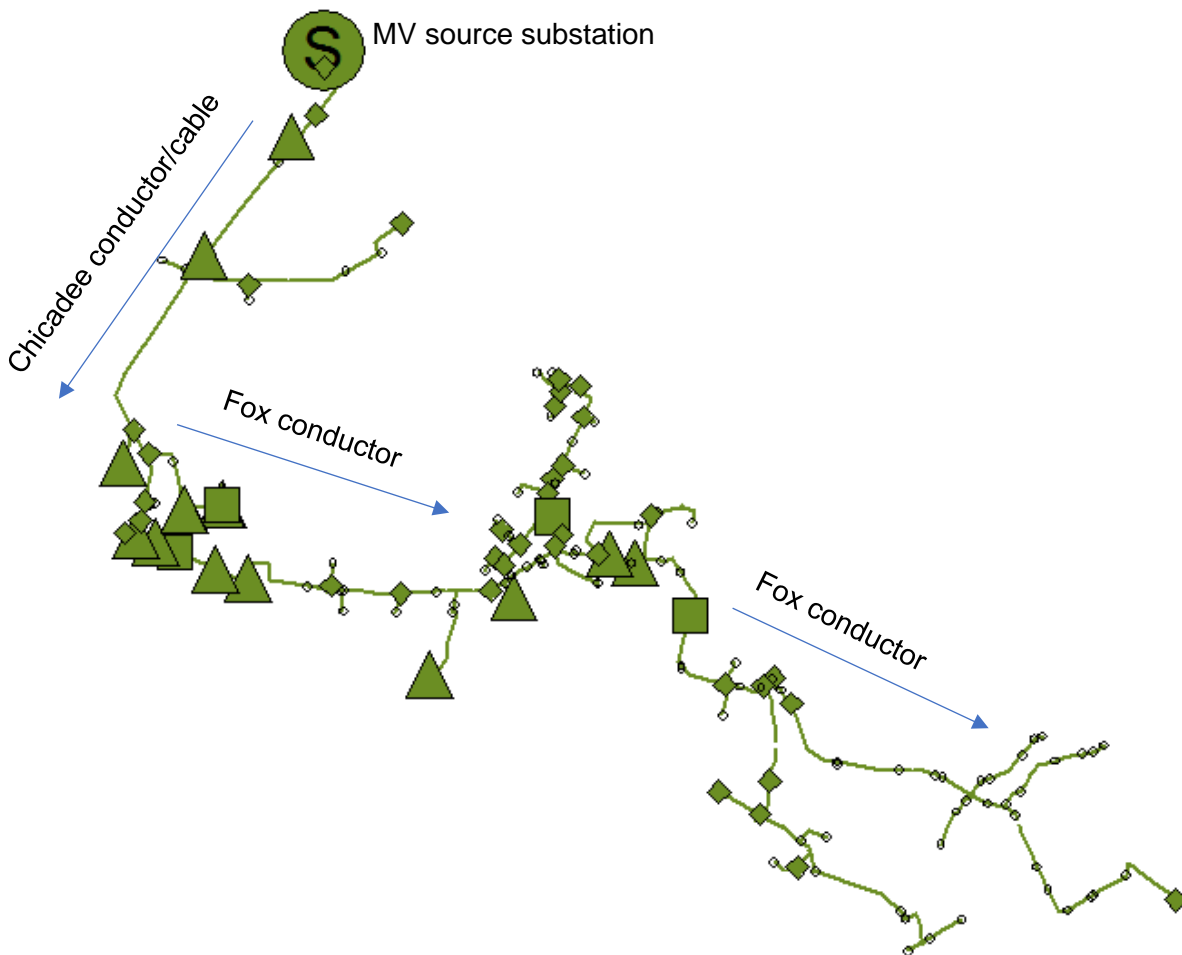 S
MV source substation
Chicadee conductor/cable
Fox conductor
Fox conductor